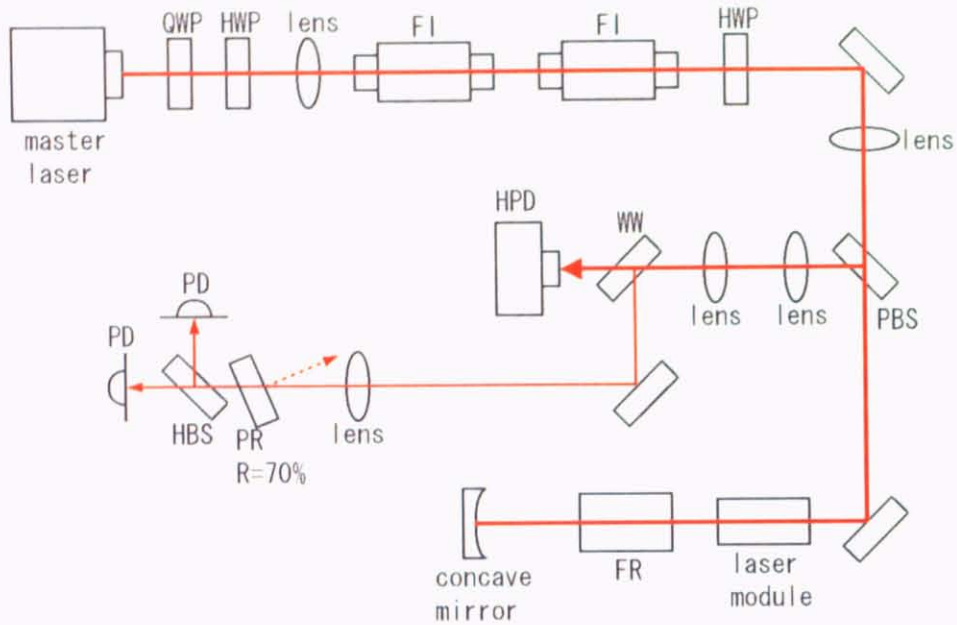 QWP
HWP
lens
FI
FI
HWP
master
laser
lens
HPD
WW
lens
lens
PBS
PD
PD
HBS
PR
R=70%
lens
concave
mirror
FR
laser
module